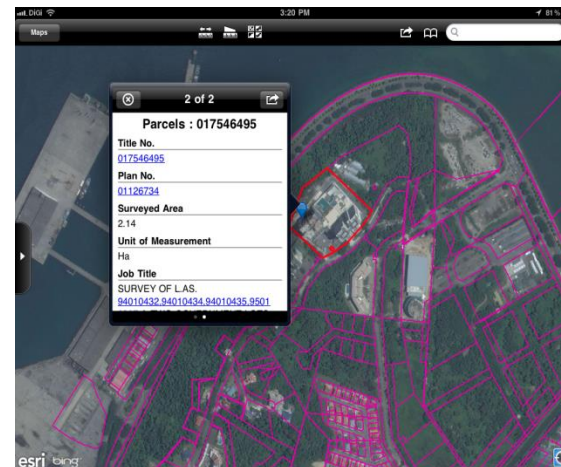 DiGi
3:20 PM
81%
Maps
2 of 2
Parcels : 017546495
Title No.
017546495
Plan No.
01126734
Surveyed Area
2.14
Unit of Measurement
Ha
Job Title
SURVEY OF L.AS.
94010432,94010434,94010435,9501
esri bing